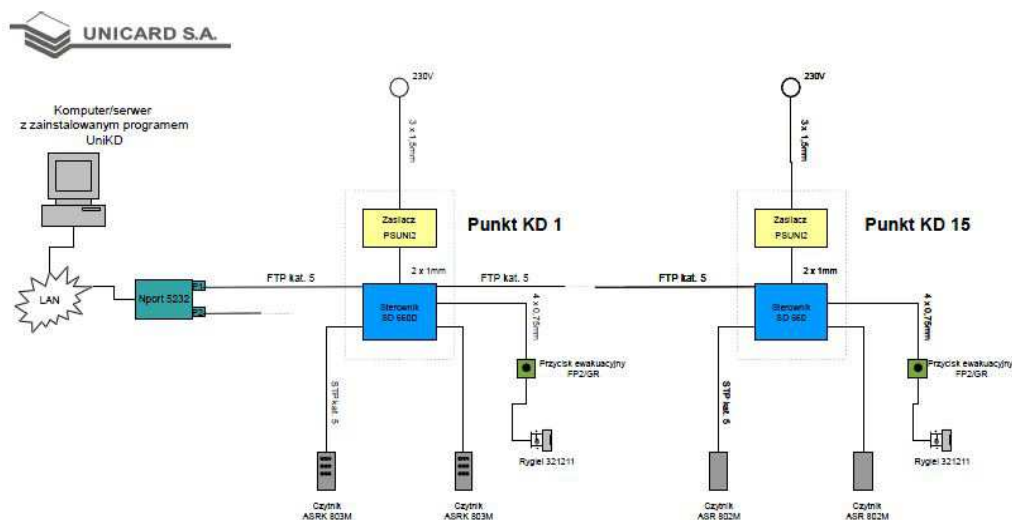 UNICARD S.A.
Komputer/serwer
z zainstalowanym programem
UniKD
LAN
Nport 5232
P1
P2
FTP kat. 5
230V
3 x 1,5mm
Zasilacz
PSUNI2
Punkt KD 1
2 x 1mm
FTP kat. 5
Sterownik
SD 660D
4 x 0,75mm
Przycisk ewakuacyjny
FP2/GR
STP kat. 5
Rygiel 321211
Czytnik
ASRK 803M
Czytnik
ASRK 803M
230V
3 x 1,5mm
Zasilacz
PSUNI2
Punkt KD 15
FTP kat. 5
2 x 1mm
Sterownik
SD 660
4 x 0,75mm
Przycisk ewakuacyjny
FP2/GR
STP kat. 5
Rygiel 321211
Czytnik
ASR 802M
Czytnik
ASR 802M